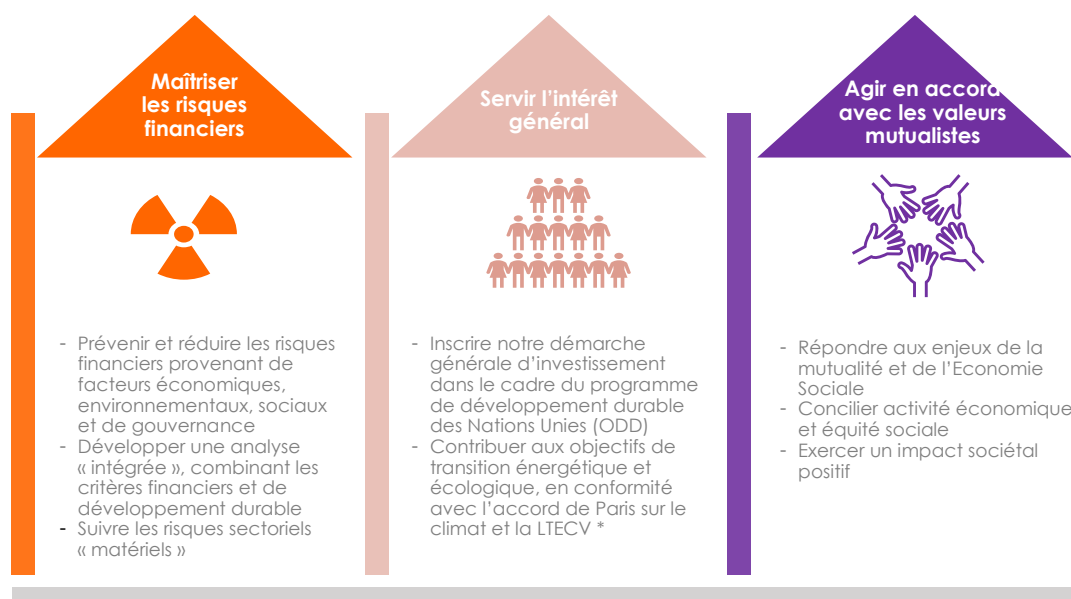 Maîtriser
les risques
financiers
- Prévenir et réduire les risques
financiers provenant de
facteurs économiques,
environnementaux, sociaux
et de gouvernance
- Développer une analyse
« intégrée », combinant les
critères financiers et de
développement durable
- Suivre les risques sectoriels
« matériels »
Servir l’intérêt
général
- Inscrire notre démarche
générale d’investissement
dans le cadre du programme
de développement durable
des Nations Unies (ODD)
- Contribuer aux objectifs de
transition énergétique et
écologique, en conformité
avec l’accord de Paris sur le
climat et la LTECV *
Agir en accord
avec les valeurs
mutualistes
- Répondre aux enjeux de la
mutualité et de l’Economie
Sociale
- Concilier activité économique
et équité sociale
- Exercer un impact sociétal
positif